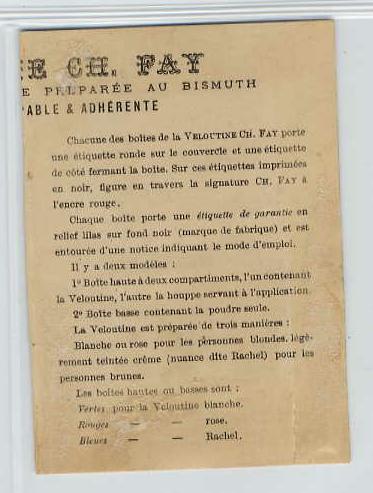 E CH. FAY
E PRÉPARÉE AU BISMUTH
PABLE & ADHÉRENTE
Chacune des boîtes de la VELOUTINE CH. FAY porte
une étiquette ronde sur le couvercle et une étiquette
de côté fermant la boîte. Sur ces étiquettes imprimées
en noir, figure en travers la signature CH. FAY à
l'encre rouge.
Chaque boîte porte une étiquette de garantie en
relief lilas sur fond noir (marque de fabrique) et est
entourée d'une notice indiquant le mode d'emploi.
Il y a deux modèles :
1º Boîte haute à deux compartiments, l'un contenant
la Veloutine, l'autre la houppe servant à l'application.
2º Boîte basse contenant la poudre seule.
La Veloutine est préparée de trois manières :
Blanche ou rose pour les personnes blondes, légè-
rement teintée crême (nuance dite Rachel) pour les
personnes brunes.
Les boîtes hautes ou basses sont :
Vertes pour la Veloutine blanche.
Rouges — — rose.
Bleues — — Rachel.